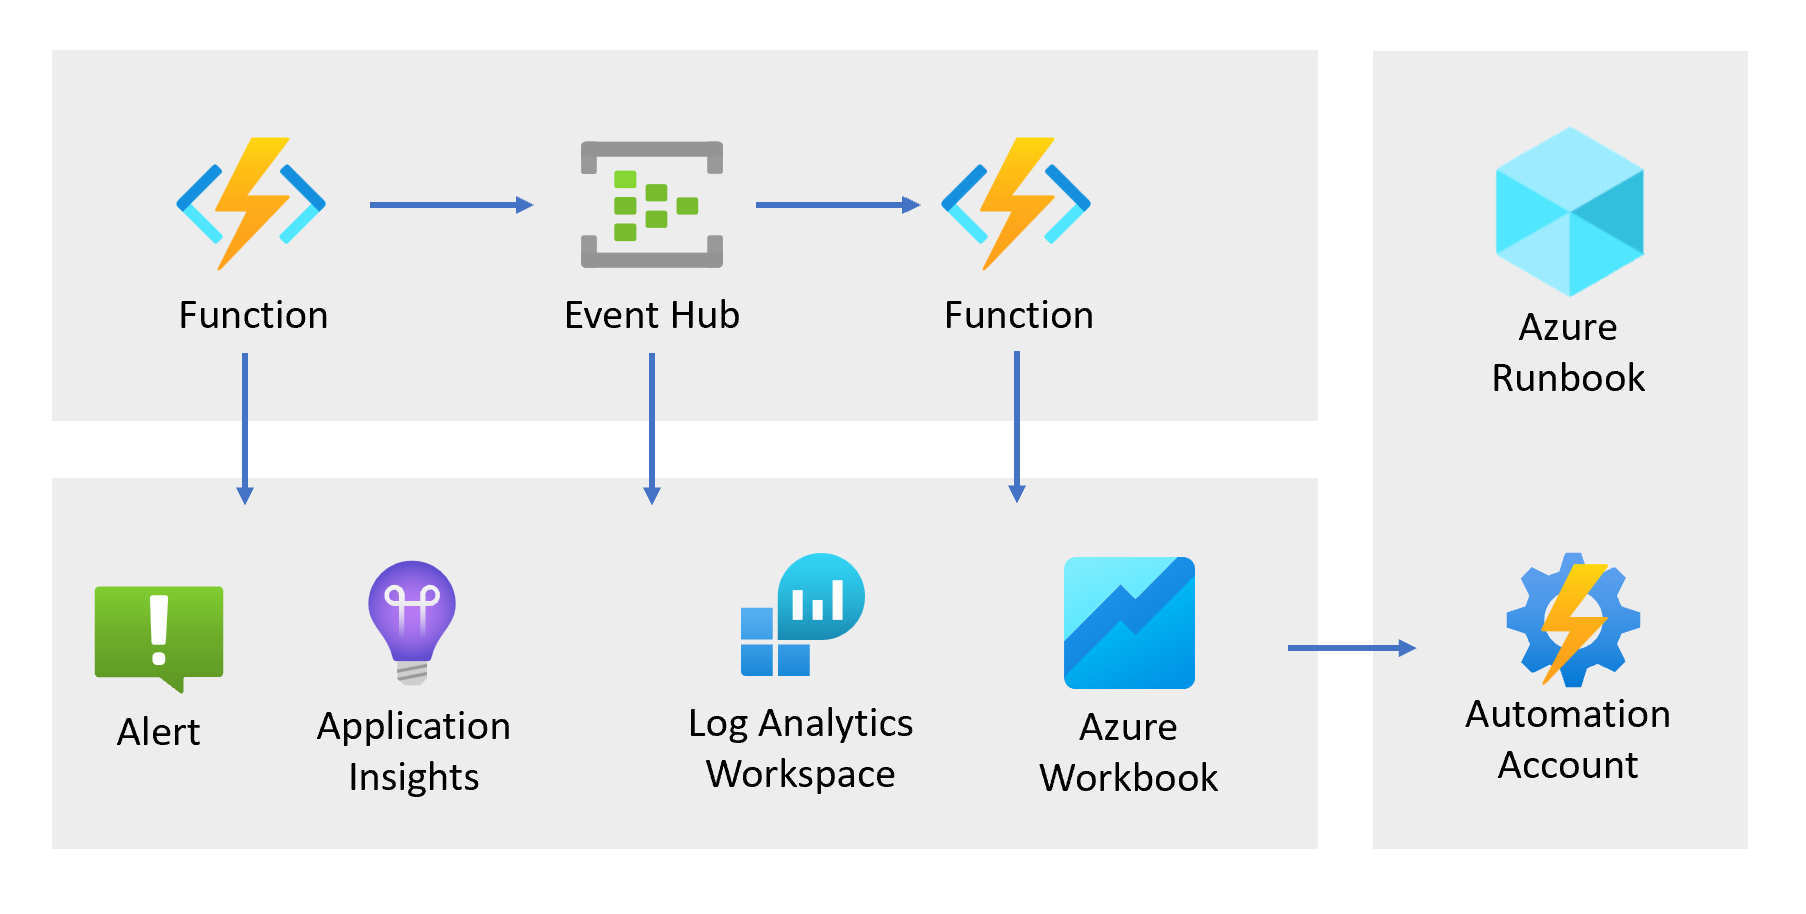 Function
Event Hub
Function
Azure
Runbook
Alert
Application
Insights
Log Analytics
Workspace
Azure
Workbook
Automation
Account